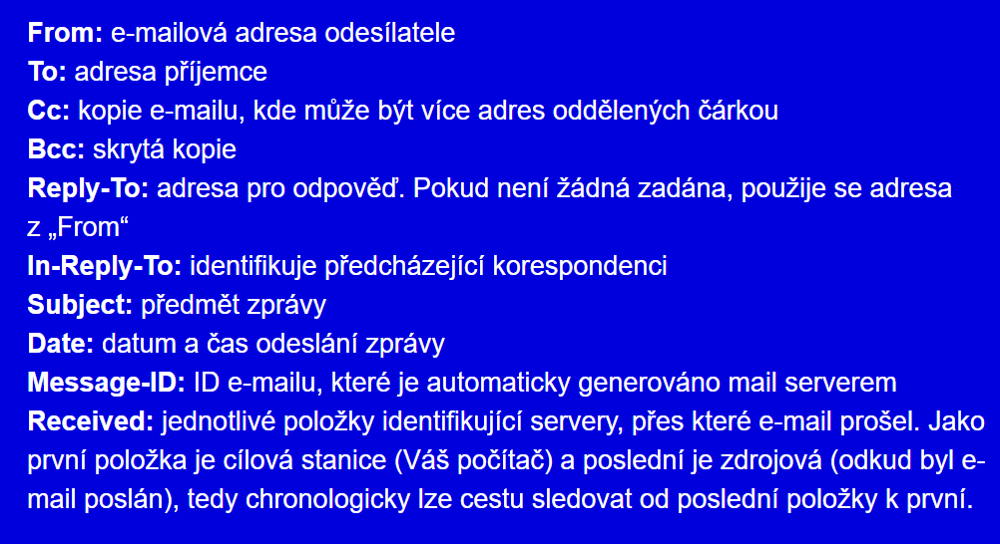 From: e-mailová adresa odesílatele
To: adresa příjemce
Cc: kopie e-mailu, kde může být více adres oddělených čárkou
Bcc: skrytá kopie
Reply-To: adresa pro odpověď. Pokud není žádná zadána, použije se adresa
z „From“
In-Reply-To: identifikuje předcházející korespondenci
Subject: předmět zprávy
Date: datum a čas odeslání zprávy
Message-ID: ID e-mailu, které je automaticky generováno mail serverem
Received: jednotlivé položky identifikující servery, přes které e-mail prošel. Jako
první položka je cílová stanice (Váš počítač) a poslední je zdrojová (odkud byl e-
mail poslán), tedy chronologicky lze cestu sledovat od poslední položky k první.